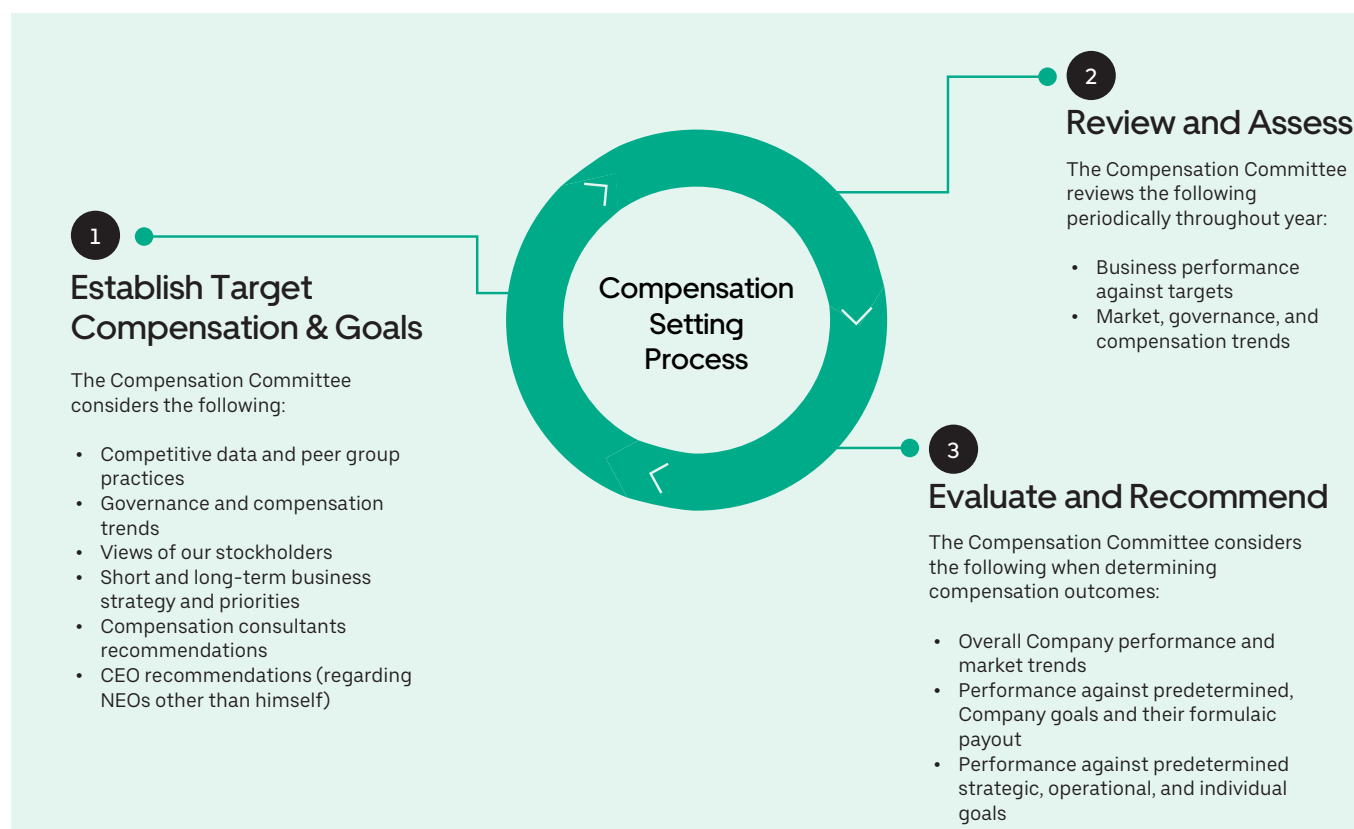 Compensation
Setting
Process
1
Establish Target
Compensation & Goals
The Compensation Committee
considers the following:
• Competitive data and peer group
practices
• Governance and compensation
trends
• Views of our stockholders
• Short and long-term business
strategy and priorities
• Compensation consultants
recommendations
• CEO recommendations (regarding
NEOs other than himself)
2
Review and Assess
The Compensation Committee
reviews the following
periodically throughout year:
• Business performance
against targets
• Market, governance, and
compensation trends
3
Evaluate and Recommend
The Compensation Committee considers
the following when determining
compensation outcomes:
• Overall Company performance and
market trends
• Performance against predetermined,
Company goals and their formulaic
payout
• Performance against predetermined
strategic, operational, and individual
goals